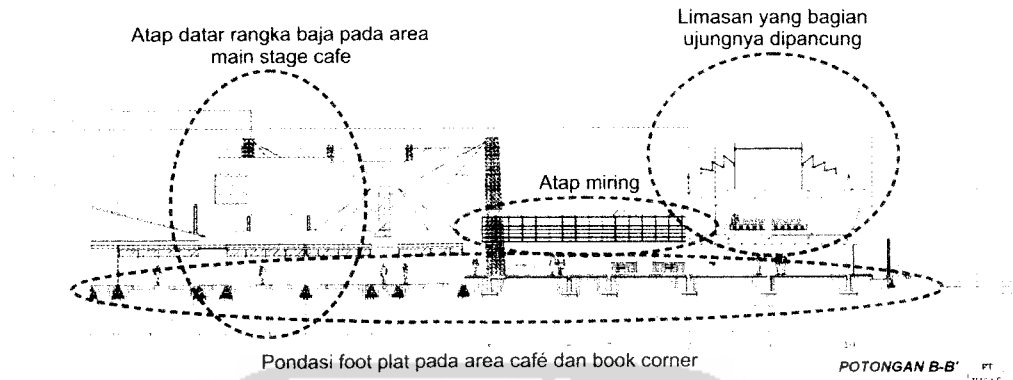 Atap datar rangka baja pada area
main stage cafe
Limasan yang bagian
ujungnya dipancung
Atap miring
Pondasi foot plat pada area café dan book corner
POTONGAN B-B'
PT